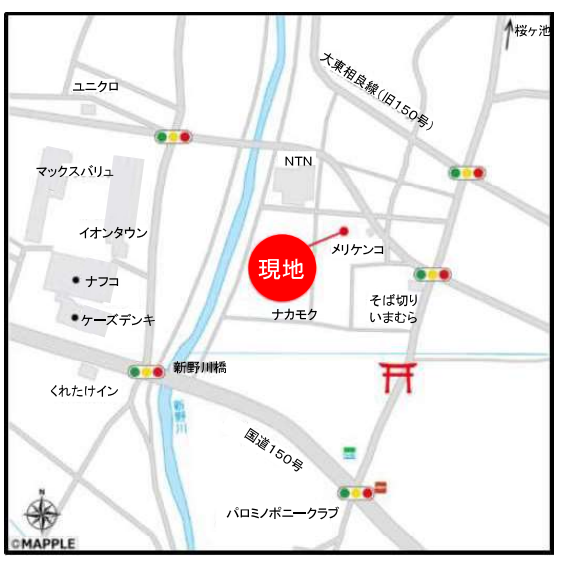 桜ヶ池
大東相良線(旧150号)
ユニクロ
NTN
マックスバリュ
イオンタウン
メリケンコ
現地
ナフコ
そば切り
いまむら
ケーズデンキ
ナカモク
新野川橋
くれたけイン
新野川
国道150号
パロミノポニークラブ
N
©MAPPLE